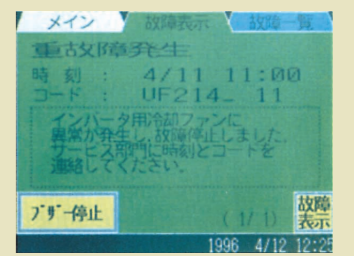 メイン 故障表示 故障一覧
重故障発生
時 刻 : 4/11 11:00
コード : UF214_ 11
インバータ用冷却ファンに
異常が発生し、故障停止しました。
サービス部門に時刻とコードを
連絡してください。
ブザー停止 ( 1/ 1) 故障
表示
1996 4/12 12:25